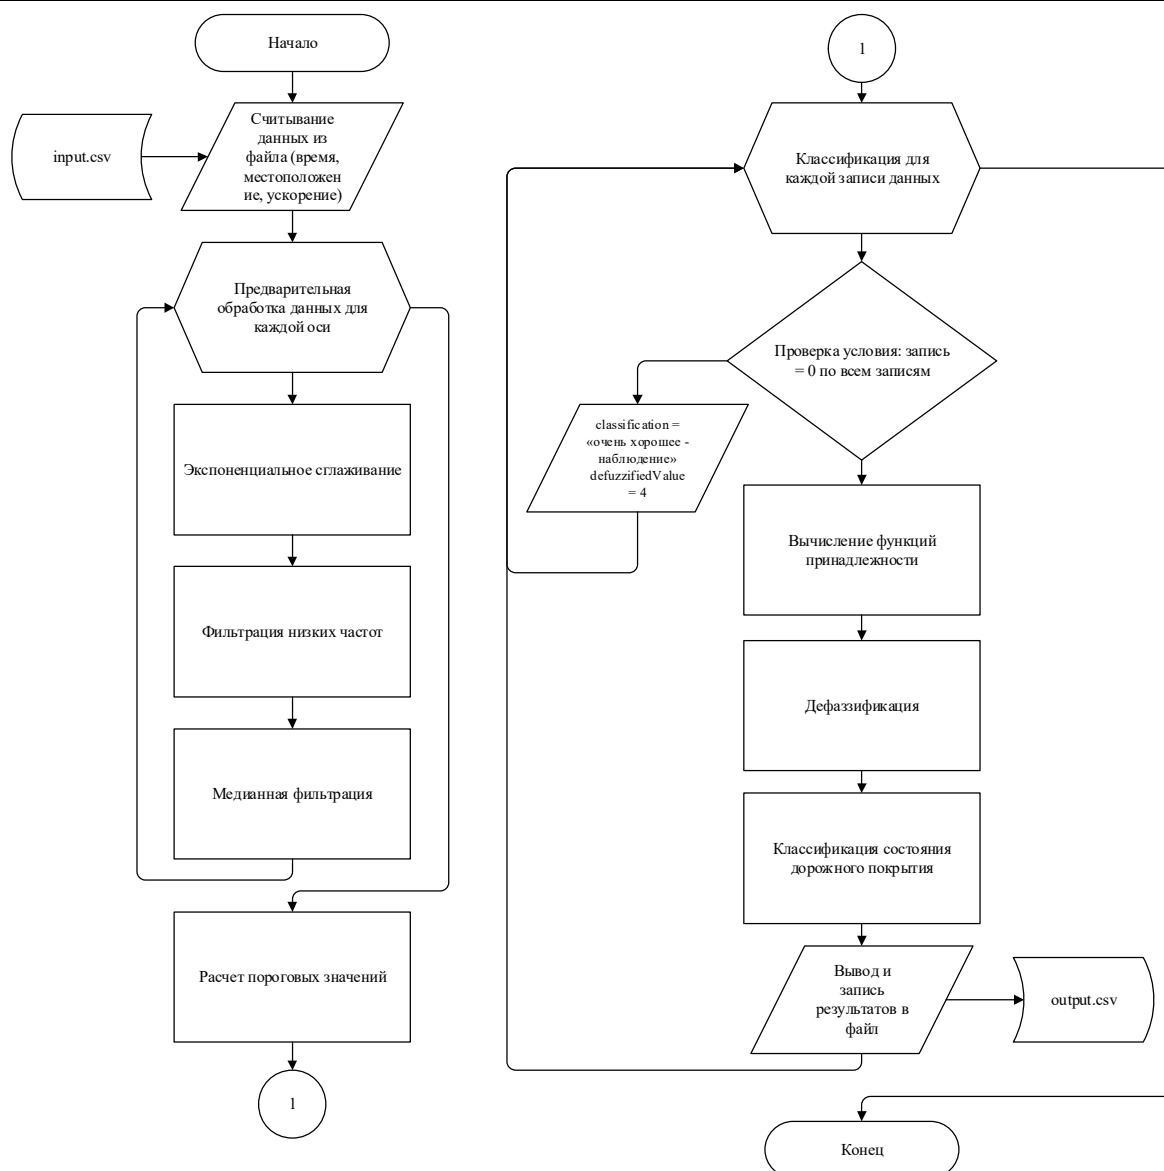 Начало
input.csv
Считывание
данных из
файла (время,
местоположен
ие, ускорение)
Предварительная
обработка данных для
каждой оси
Экспоненциальное сглаживание
Фильтрация низких частот
Медианная фильтрация
Расчет пороговых значений
1
1
Классификация для
каждой записи данных
Проверка условия: запись
= 0 по всем записям
classification =
«очень хорошее -
наблюдение»
defuzzifiedValue
= 4
Вычисление функций
принадлежности
Дефаззификация
Классификация состояния
дорожного покрытия
Вывод и
запись
результатов в
файл
output.csv
Конец